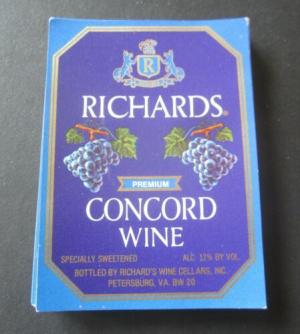 R
RICHARDS
PREMIUM
CONCORD
WINE
SPECIALLY SWEETENED ALC 12% BY VOL.
BOTTLED BY RICHARD'S WINE CELLARS, INC.
PETERSBURG, VA. BW 20